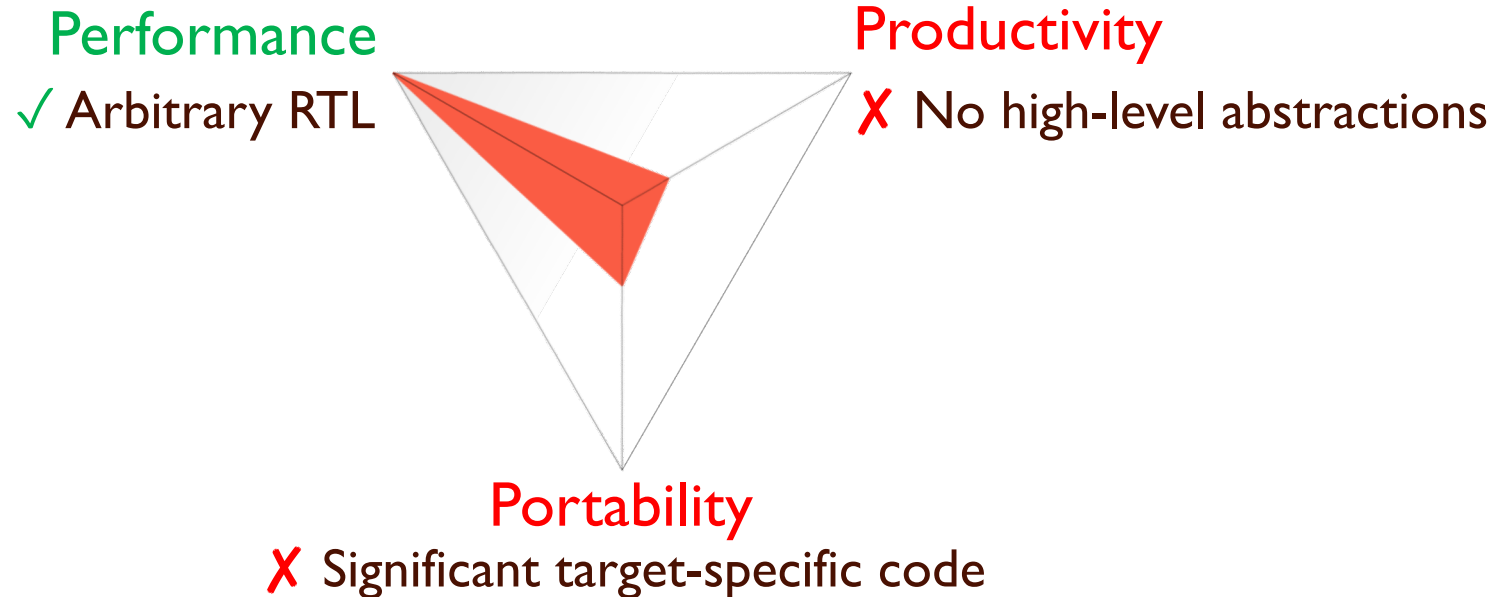 Performance
✓ Arbitrary RTL
Productivity
✗ No high-level abstractions
Portability
✗ Significant target-specific code